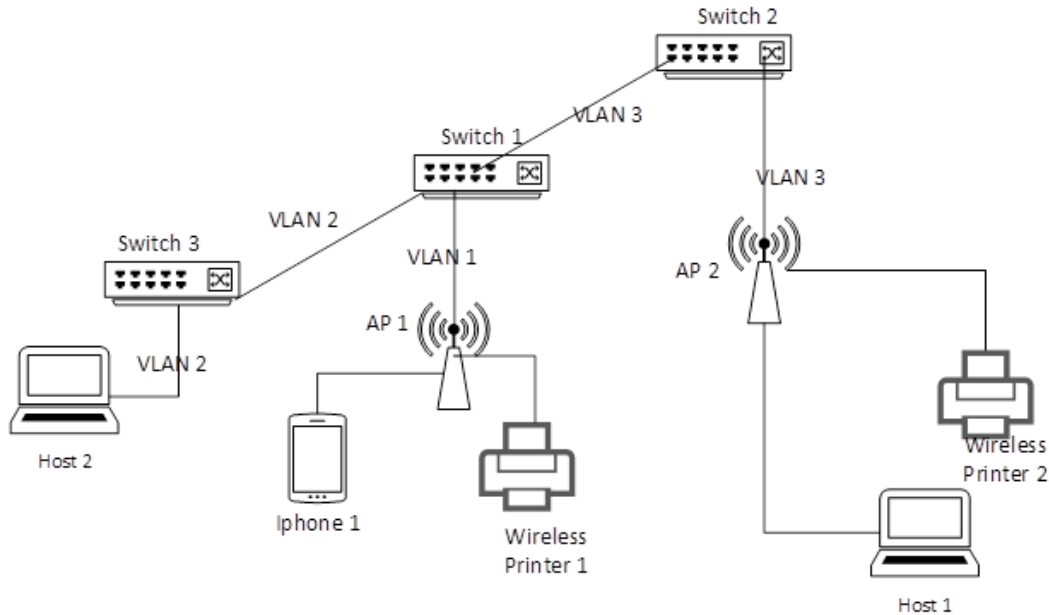 Switch 2
VLAN 3
Switch 1
VLAN 3
VLAN 2
Switch 3
VLAN 1
AP 2
AP 1
VLAN 2
Host 2
Iphone 1
Wireless
Printer 1
Wireless
Printer 2
Host 1